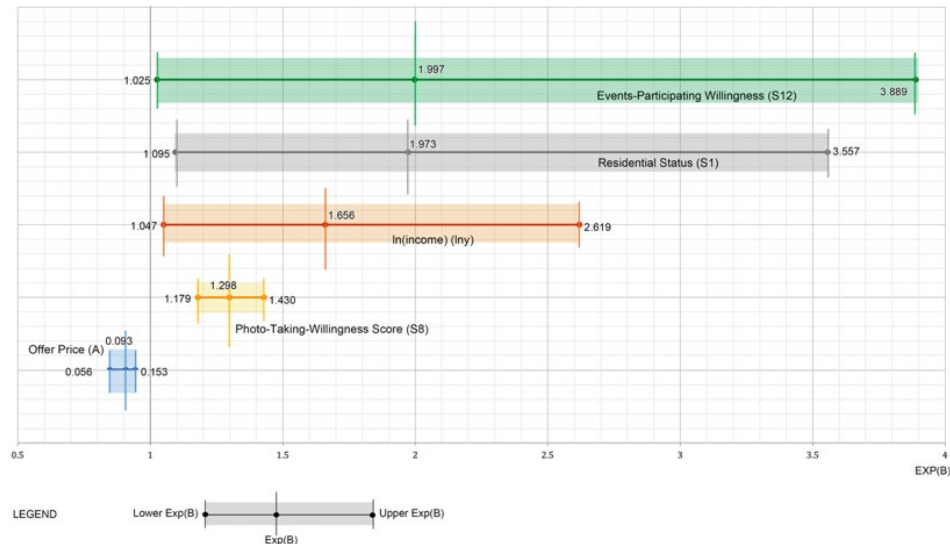 1.997
1.025
3.889
Events-Participating Willingness (S12)
1.973
1.095
3.557
Residential Status (S1)
1.656
1.047
2.619
ln(income) (lny)
1.298
1.179
1.430
Photo-Taking-Willingness Score (S8)
0.093
Offer Price (A)
0.056
0.153
0.5 1 1.5 2 2.5 3 3.5 4
EXP(B)
LEGEND
Lower Exp(B)
Upper Exp(B)
Exp(B)